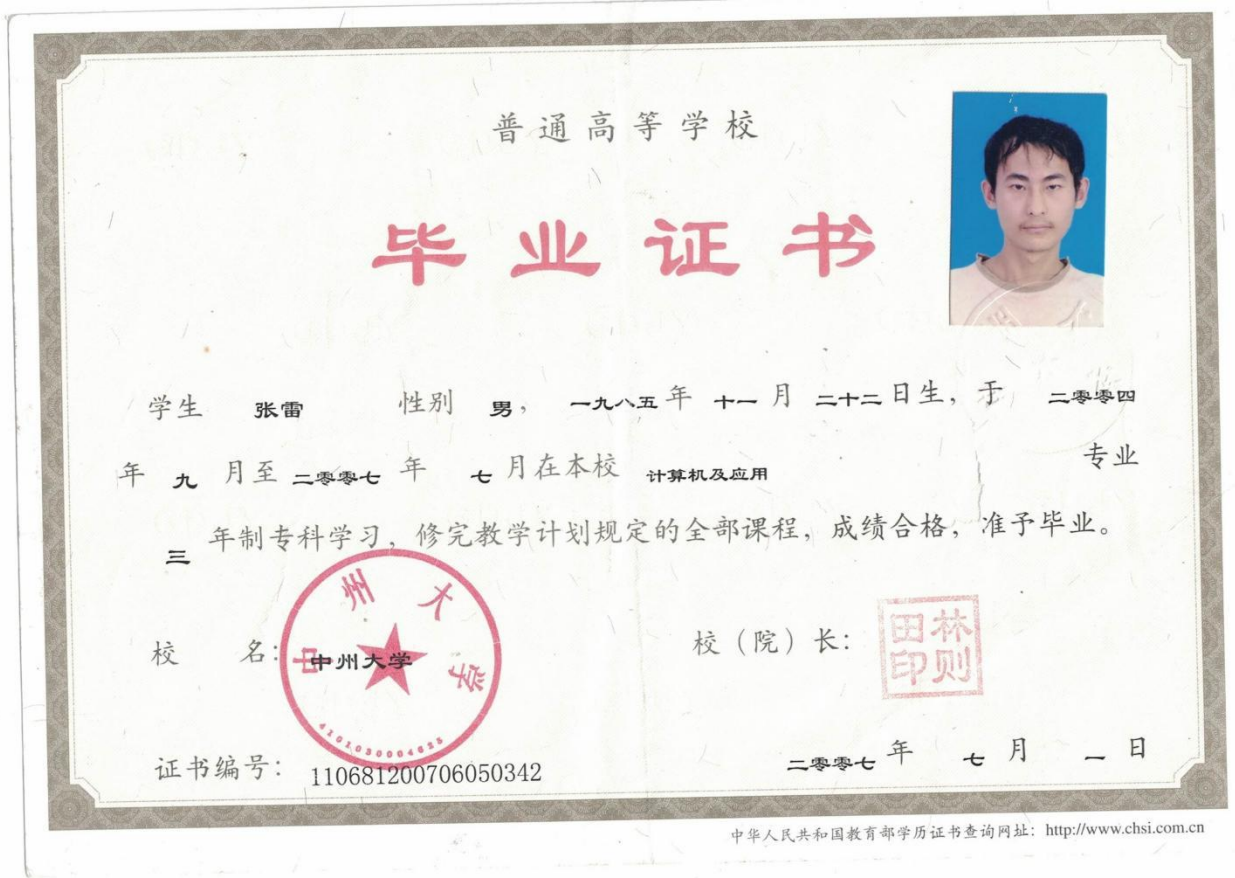 普通高等学校
毕业证书
学生 张雷 性别 男, 一九八五年 十一月 二十二日生, 于 二零零四
年 九 月至 二零零七 年 七 月在本校 计算机及应用 专业
三 年制专科学习, 修完教学计划规定的全部课程, 成绩合格, 准予毕业。
中州大学
校 名: 中州大学
校（院）长:
林则田印
4101030004623
证书编号: 110681200706050342
二零零七 年 七 月 一 日
中华人民共和国教育部学历证书查询网址: http://www.chsi.com.cn